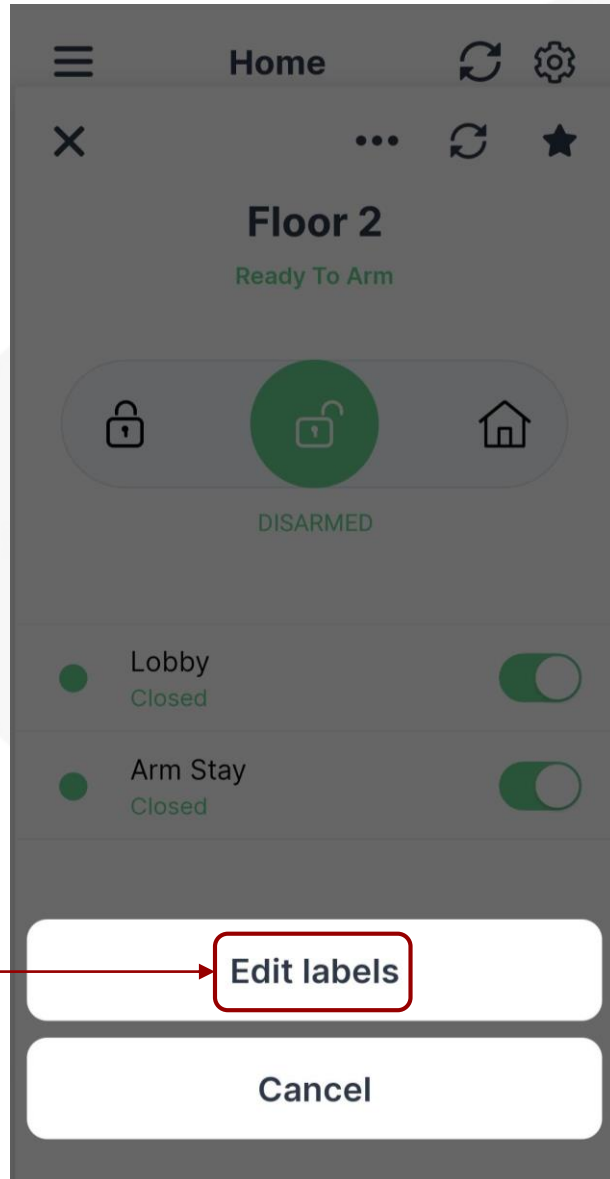 Home
Floor 2
Ready To Arm
DISARMED
Lobby
Closed
Arm Stay
Closed
Edit labels
Cancel